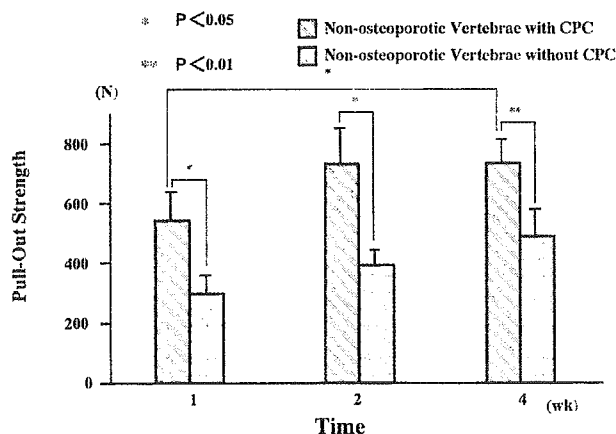 * P<0.05
** P<0.01
Non-osteoporotic Vertebrae with CPC
Non-osteoporotic Vertebrae without CPC
*
(N)
*
**
*
800
600
400
200
0
Pull-Out Strength
1 2 4 (wk)
Time